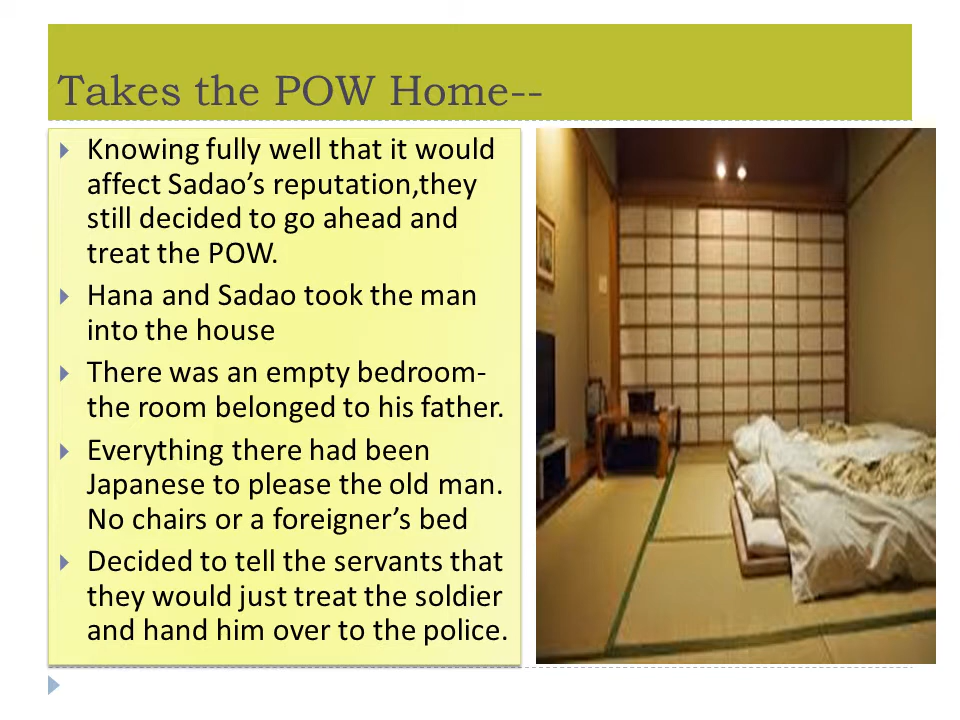 Takes the POW Home--
Knowing fully well that it would
affect Sadao’s reputation,they
still decided to go ahead and
treat the POW.
Hana and Sadao took the man
into the house
There was an empty bedroom-
the room belonged to his father.
Everything there had been
Japanese to please the old man.
No chairs or a foreigner’s bed
Decided to tell the servants that
they would just treat the soldier
and hand him over to the police.